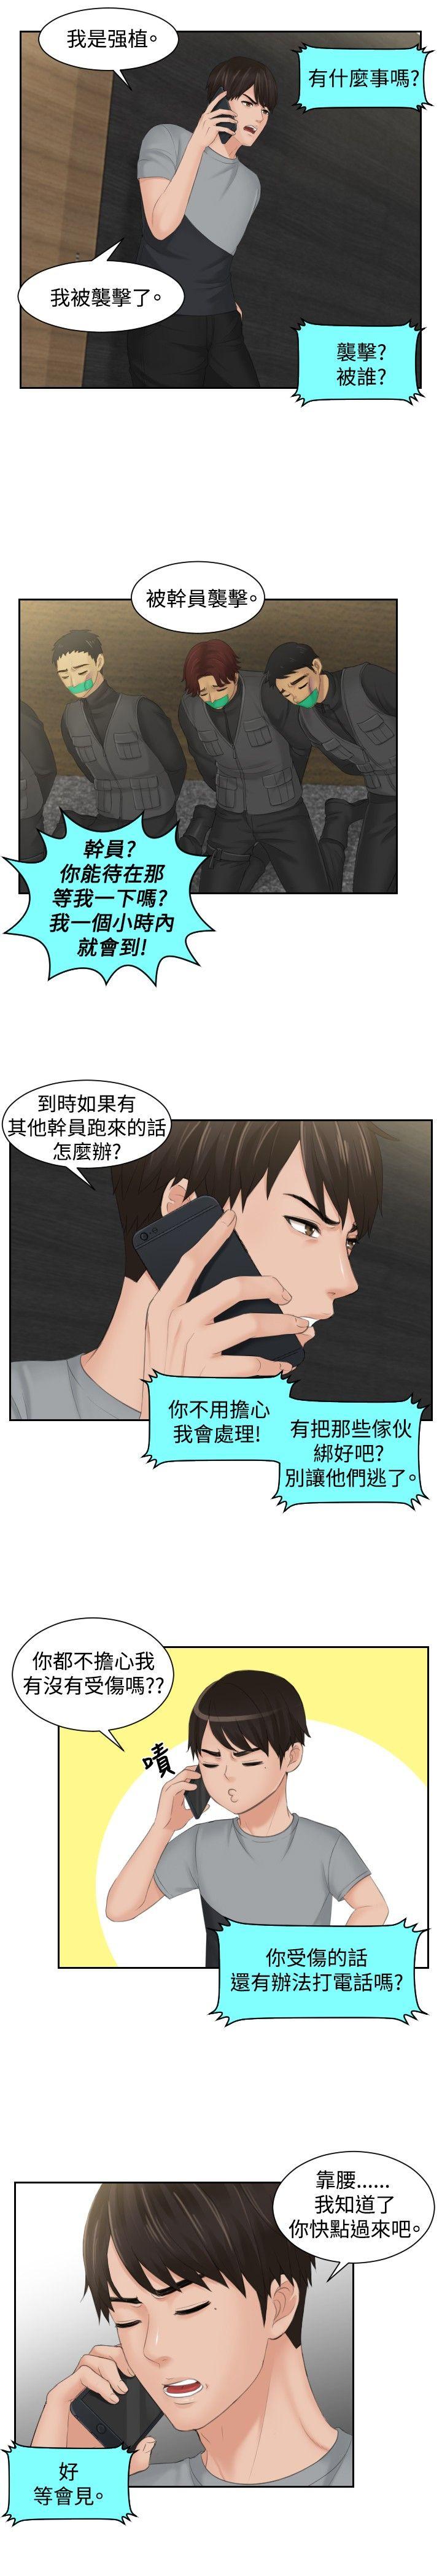 我是强植。
有什麼事嗎?
我被襲擊了。
襲擊?
被誰?
被幹員襲擊。
幹員?
你能待在那
等我一下嗎?
我一個小時內
就會到!
到時如果有
其他幹員跑來的話
怎麼辦?
你不用擔心
我會處理!
有把那些傢伙
綁好吧?
別讓他們逃了。
你都不擔心我
有沒有受傷嗎??
嘖
你受傷的話
還有辦法打電話嗎?
靠腰......
我知道了
你快點過來吧。
好
等會見。